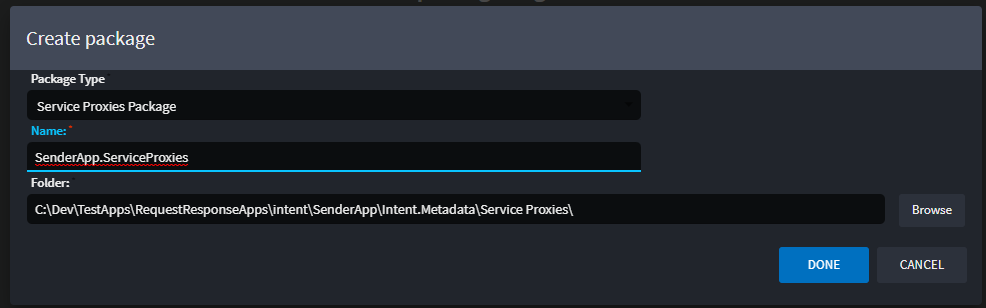 Create package
Package Type
Service Proxies Package
Name:*
SenderApp.ServiceProxies
Folder:
C:\Dev\TestApps\RequestResponseApps\intent\SenderApp\Intent.Metadata\Service Proxies\
Browse
DONE
CANCEL